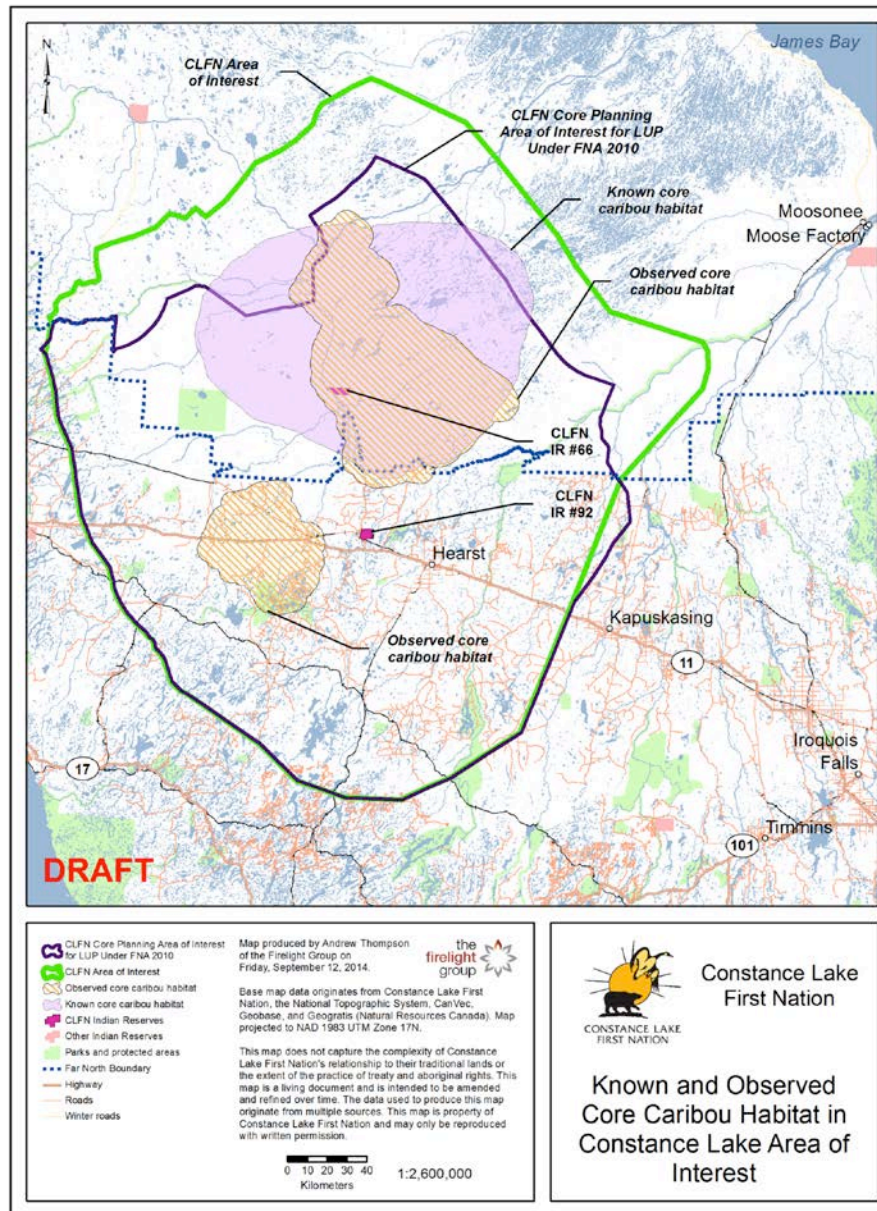 James Bay
N
CLFN Area
of Interest
CLFN Core Planning
Area of Interest for LUP
Under FNA 2010
Known core
caribou habitat
Moosonee
Moose Factory
Observed core
caribou habitat
CLFN
IR #66
CLFN
IR #92
Hearst
Kapuskasing
Observed core
caribou habitat
11
Iroquois
Falls
17
Timmins
101
DRAFT
CLFN Core Planning Area of Interest
for LUP Under FNA 2010
CLFN Area of Interest
Observed core caribou habitat
Known core caribou habitat
CLFN Indian Reserves
Other Indian Reserves
Parks and protected areas
Far North Boundary
Highway
Roads
Winter roads
Map produced by Andrew Thompson
of the Firelight Group on
Friday, September 12, 2014.
the
firelight
group
Base map data originates from Constance Lake First
Nation, the National Topographic System, CanVec,
Geobase, and Geogratis (Natural Resources Canada). Map
projected to NAD 1983 UTM Zone 17N.
This map does not capture the complexity of Constance
Lake First Nation's relationship to their traditional lands or
the extent of the practice of treaty and aboriginal rights. This
map is a living document and is intended to be amended
and refined over time. The data used to produce this map
originate from multiple sources. This map is property of
Constance Lake First Nation and may only be reproduced
with written permission.
0 10 20 30 40
Kilometers
1:2,600,000
CONSTANCE LAKE
FIRST NATION
Constance Lake
First Nation
Known and Observed
Core Caribou Habitat in
Constance Lake Area of
Interest